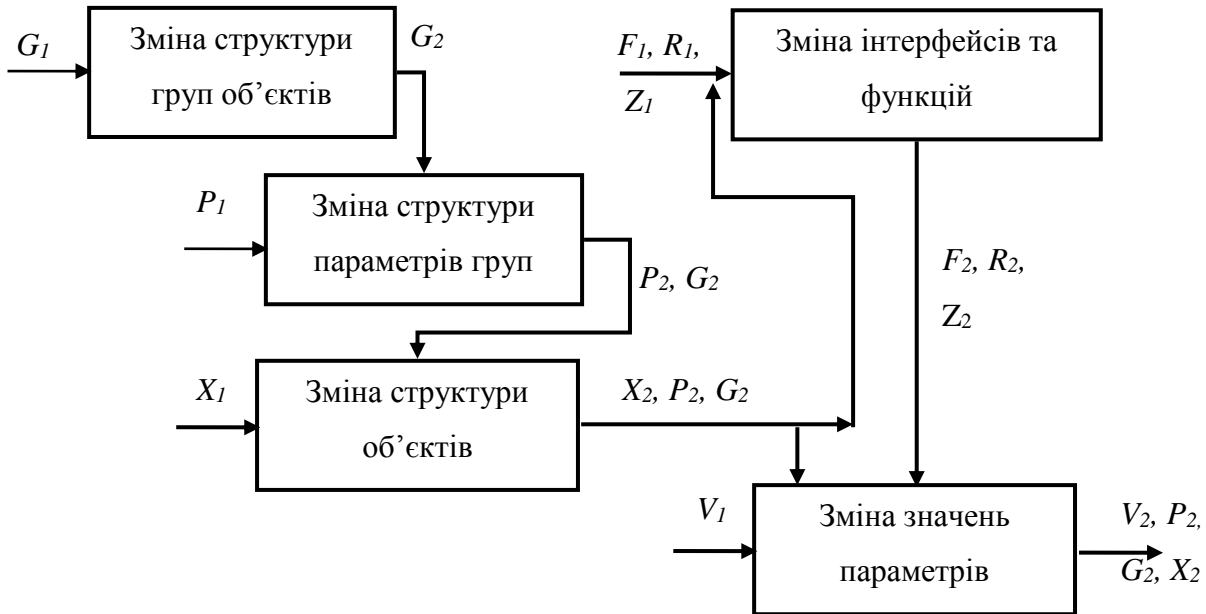 G₁
Зміна структури
груп об’єктів
G₂
F₁, R₁,
Z₁
Зміна інтерфейсів та
функцій
P₁
Зміна структури
параметрів груп
P₂, G₂
F₂, R₂,
Z₂
X₁
Зміна структури
об’єктів
X₂, P₂, G₂
V₁
Зміна значень
параметрів
V₂, P₂,
G₂, X₂